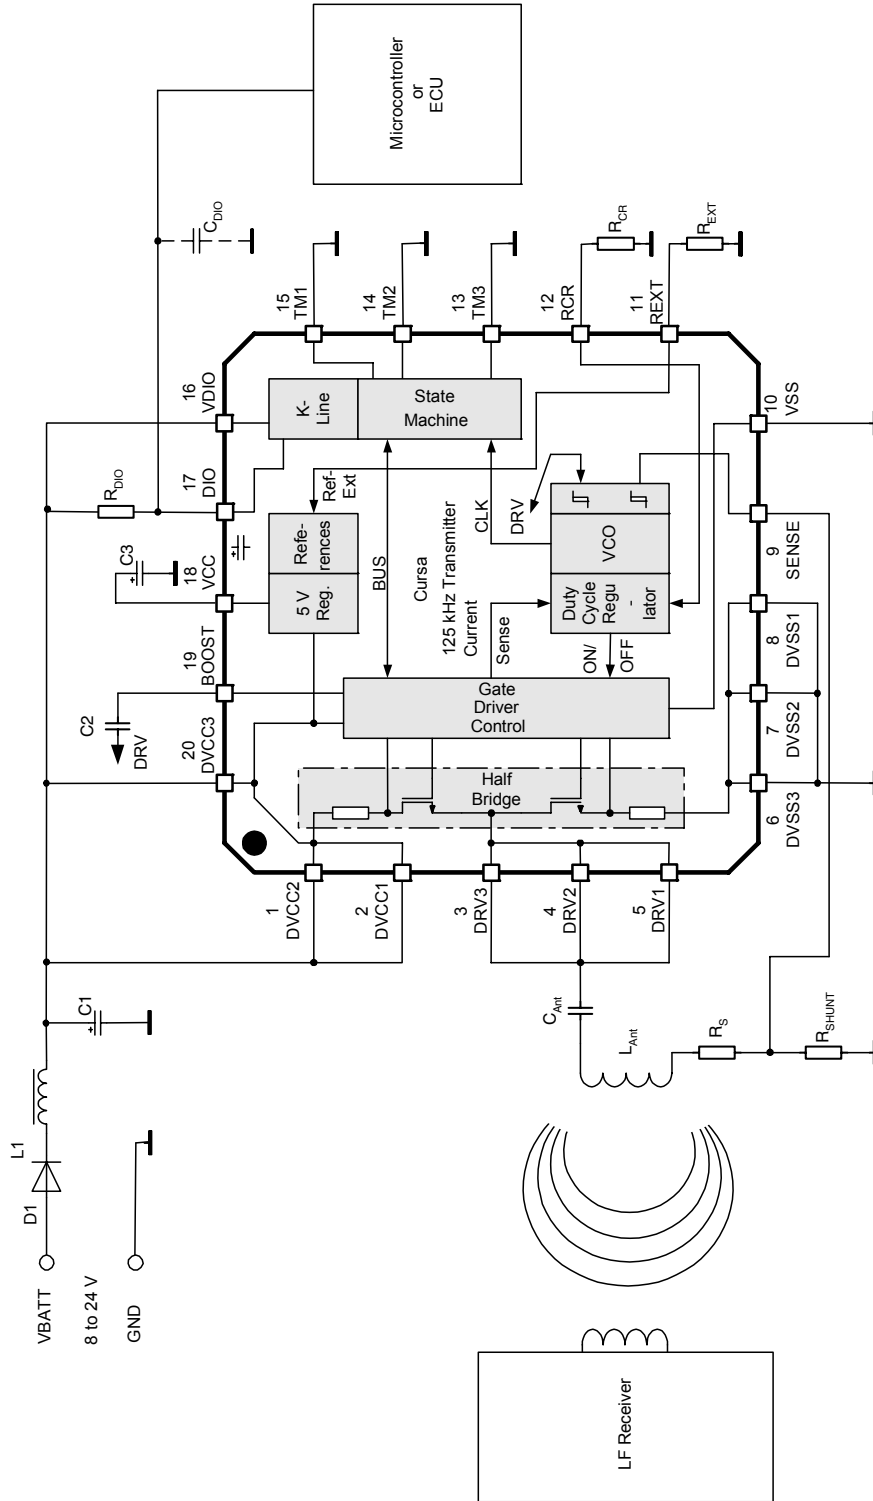 VBATT
8 to 24 V
GND
D1
L1
C1
+
1
DVCC2
2
DVCC1
3
DRV3
4
DRV2
5
DRV1
C_Ant
L_Ant
R_S
R_SHUNT
LF Receiver
20
DVCC3
19
BOOST
18
VCC
17
DIO
16
VDIO
C2
DRV
C3
+
+
R_DIO
C_DIO
Half
Bridge
Gate
Driver
Control
5 V
Reg.
Refe-
rences
Ref-
Ext
K-
Line
State
Machine
BUS
Cursa
125 kHz Transmitter
Current
Sense
CLK
DRV
ON/
OFF
Duty
Cycle
Regu
-
lator
VCO
6
DVSS3
7
DVSS2
8
DVSS1
9
SENSE
10
VSS
15
TM1
14
TM2
13
TM3
12
RCR
11
REXT
R_CR
R_EXT
Microcontroller
or
ECU